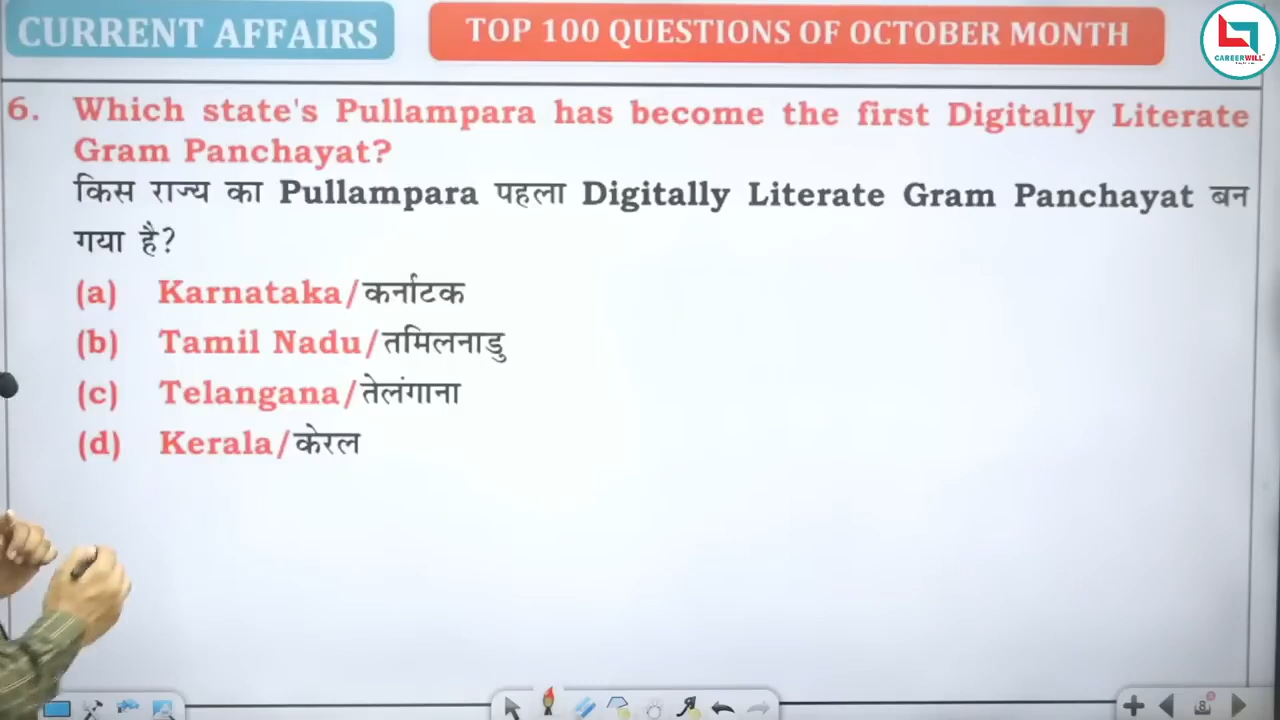 CURRENT AFFAIRS
TOP 100 QUESTIONS OF OCTOBER MONTH
CAREERWILL
6. Which state's Pullampara has become the first Digitally Literate
Gram Panchayat?
किस राज्य का Pullampara पहला Digitally Literate Gram Panchayat बन
गया है?
(a) Karnataka/कर्नाटक
(b) Tamil Nadu/तमिलनाडु
(c) Telangana/तेलंगाना
(d) Kerala/केरल
8